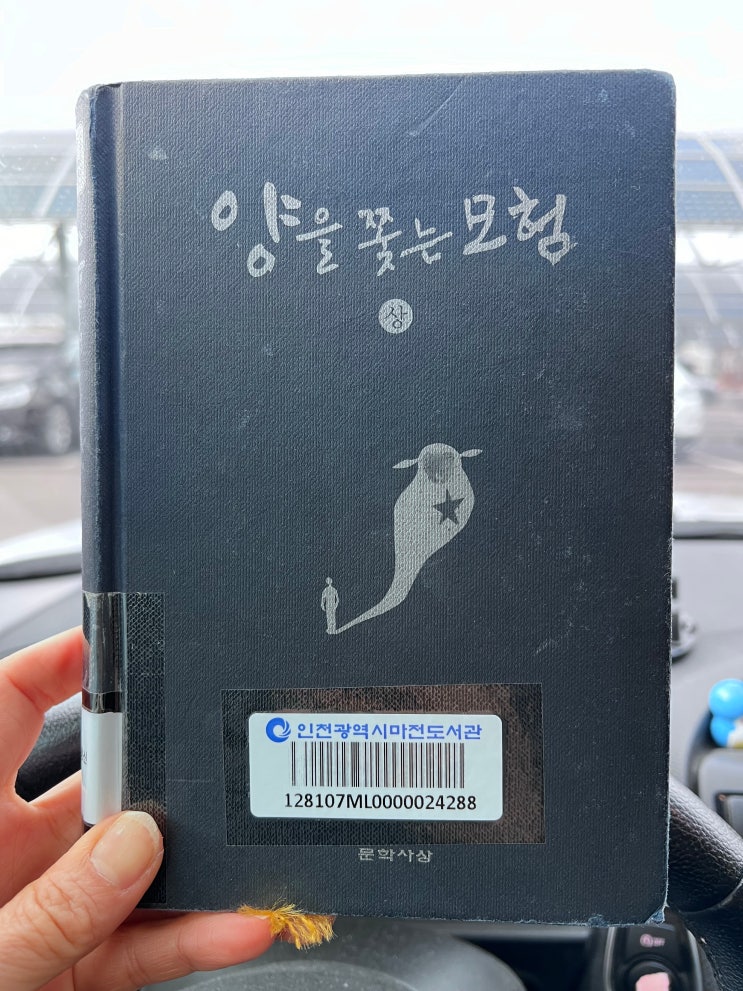 양을 쫓는 모험
상
인천광역시마전도서관
128107ML0000024288
문학사상